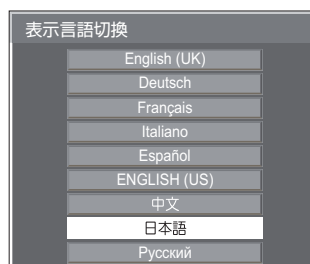 表示言語切換
English (UK)
Deutsch
Français
Italiano
Español
ENGLISH (US)
中文
日本語
Русский